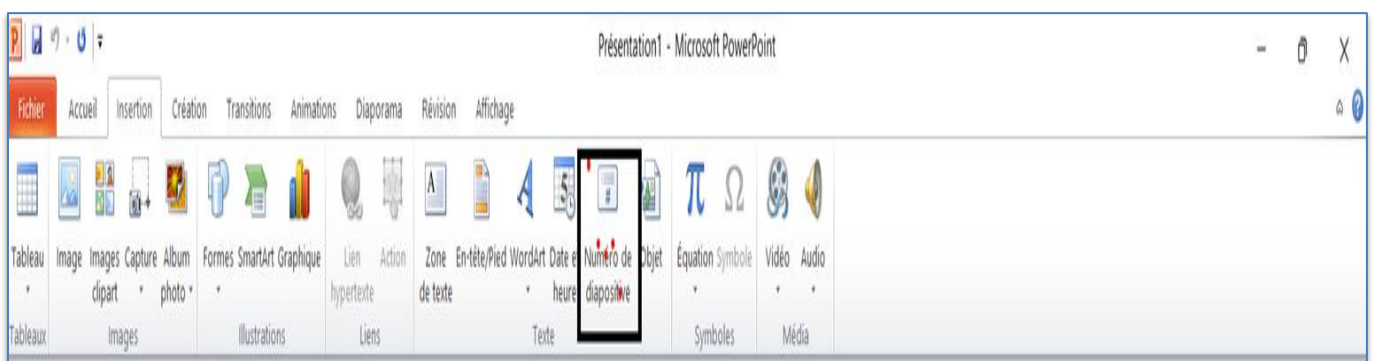 Présentation1 - Microsoft PowerPoint
Fichier Accueil Insertion Création Transitions Animations Diaporama Révision Affichage
Tableau Image Images Capture Album Formes SmartArt Graphique Lien Action Zone En-tête/Pied WordArt Date e Numéro de Objet Équation Symbole Vidéo Audio
clipart photo hypertexte de texte heure diapositive
Tableaux Images Illustrations Liens Texte Symboles Média